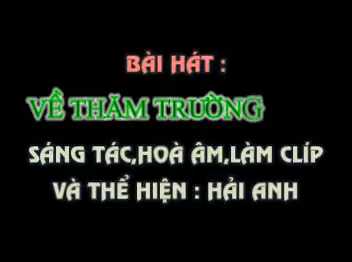 BÀI HÁT :
VỀ THĂM TRƯỜNG
SÁNG TÁC,HOÀ ÂM,LÀM CLÍP
VÀ THỂ HIỆN : HẢI ANH